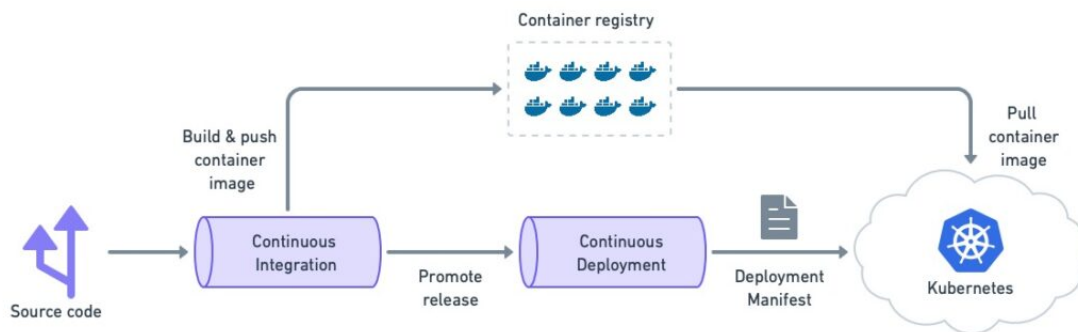 Container registry
Build & push
container
image
Pull
container
image
Continuous
Integration
Continuous
Deployment
Kubernetes
Source code
Promote
release
Deployment
Manifest